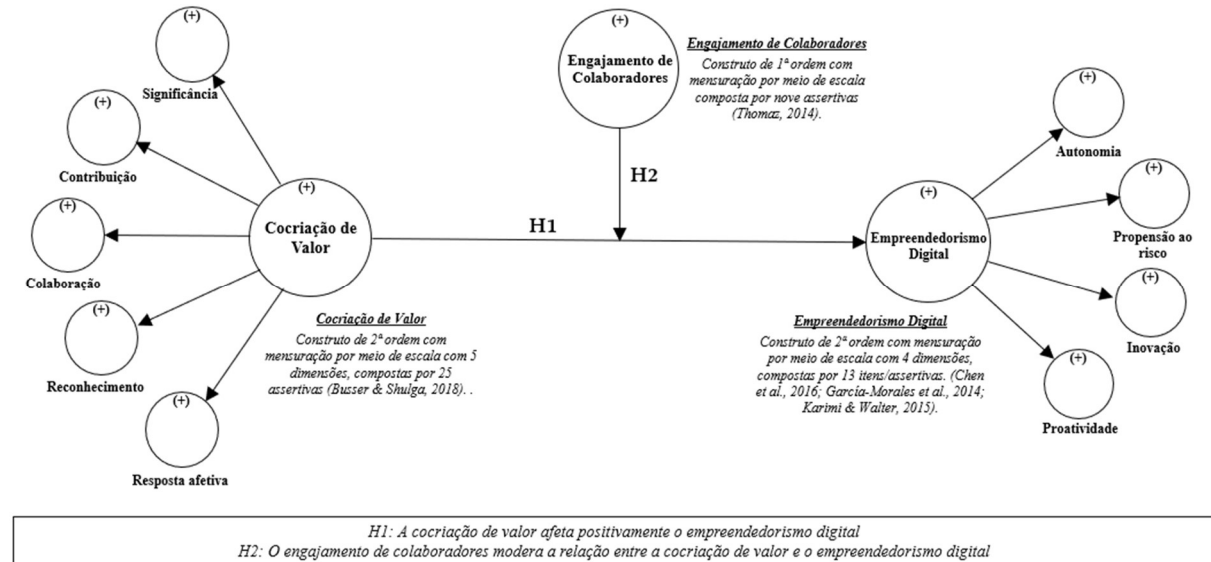 (+)
Significância
(+)
Contribuição
(+)
Colaboração
(+)
Reconhecimento
(+)
Resposta afetiva
(+)
Cocriação de
Valor
Cocriação de Valor
Construto de 2ª ordem com
mensuração por meio de escala com 5
dimensões, compostas por 25
assertivas (Busser & Shulga, 2018). .
H1
(+)
Engajamento de
Colaboradores
Engajamento de Colaboradores
Construto de 1ª ordem com
mensuração por meio de escala
composta por nove assertivas
(Thomaz, 2014).
H2
(+)
Empreendedorismo
Digital
Empreendedorismo Digital
Construto de 2ª ordem com mensuração
por meio de escala com 4 dimensões,
compostas por 13 itens/assertivas. (Chen
et al., 2016; García-Morales et al., 2014;
Karimi & Walter, 2015).
(+)
Autonomia
(+)
Propensão ao
risco
(+)
Inovação
(+)
Proatividade
H1: A cocriação de valor afeta positivamente o empreendedorismo digital
H2: O engajamento de colaboradores modera a relação entre a cocriação de valor e o empreendedorismo digital